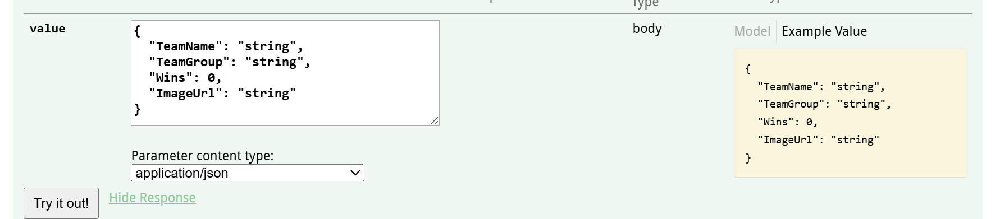 Type
value
{
"TeamName": "string",
"TeamGroup": "string",
"Wins": 0,
"ImageUrl": "string"
}
Parameter content type:
application/json
body
Model Example Value
{
"TeamName": "string",
"TeamGroup": "string",
"Wins": 0,
"ImageUrl": "string"
}
Try it out! Hide Response